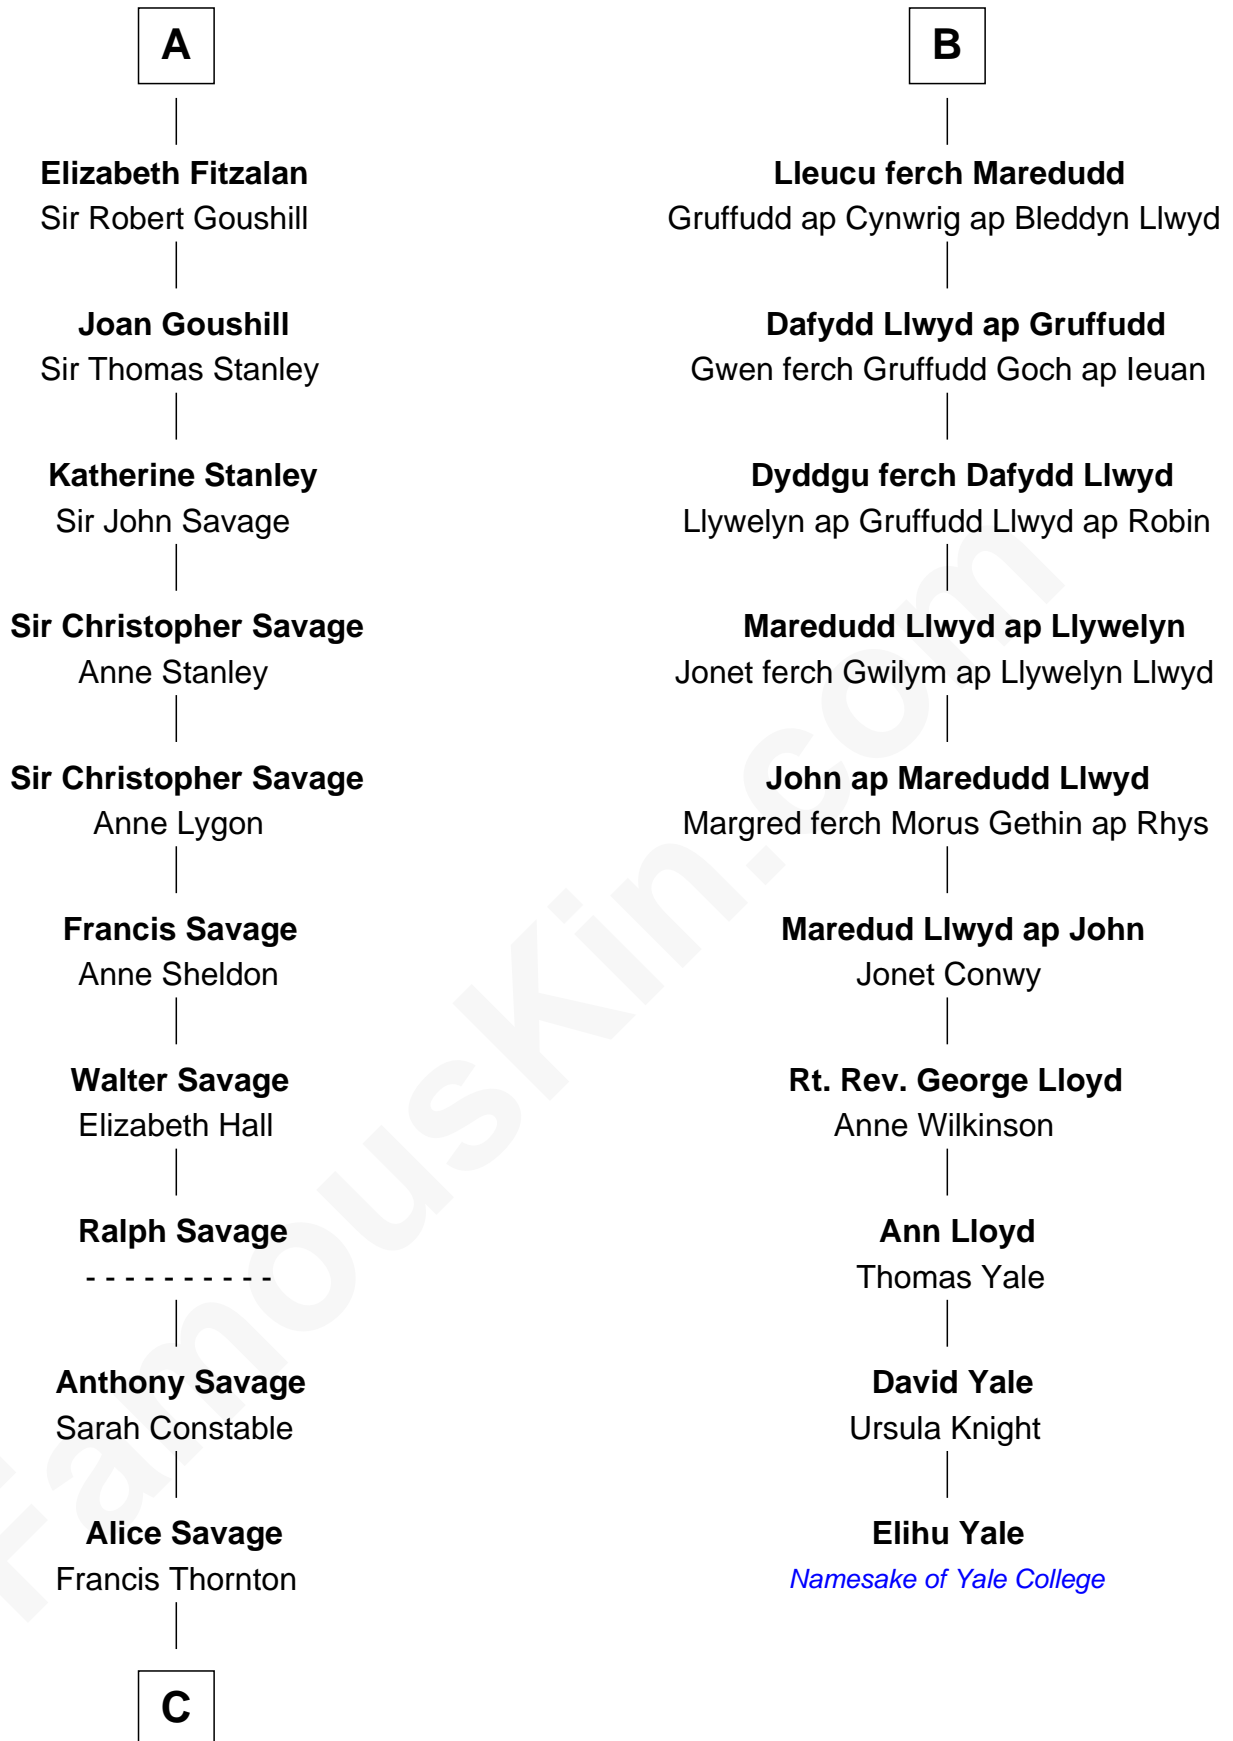 A
Elizabeth Fitzalan
Sir Robert Goushill
Joan Goushill
Sir Thomas Stanley
Katherine Stanley
Sir John Savage
Sir Christopher Savage
Anne Stanley
Sir Christopher Savage
Anne Lygon
Francis Savage
Anne Sheldon
Walter Savage
Elizabeth Hall
Ralph Savage
- - - - - - - - - -
Anthony Savage
Sarah Constable
Alice Savage
Francis Thornton
C
B
Lleucu ferch Maredudd
Gruffudd ap Cynwrig ap Bleddyn Llwyd
Dafydd Llwyd ap Gruffudd
Gwen ferch Gruffudd Goch ap Ieuan
Dyddgu ferch Dafydd Llwyd
Llywelyn ap Gruffudd Llwyd ap Robin
Maredudd Llwyd ap Llywelyn
Jonet ferch Gwilym ap Llywelyn Llwyd
John ap Maredudd Llwyd
Margred ferch Morus Gethin ap Rhys
Maredud Llwyd ap John
Jonet Conwy
Rt. Rev. George Lloyd
Anne Wilkinson
Ann Lloyd
Thomas Yale
David Yale
Ursula Knight
Elihu Yale
Namesake of Yale College
FamousKin.com